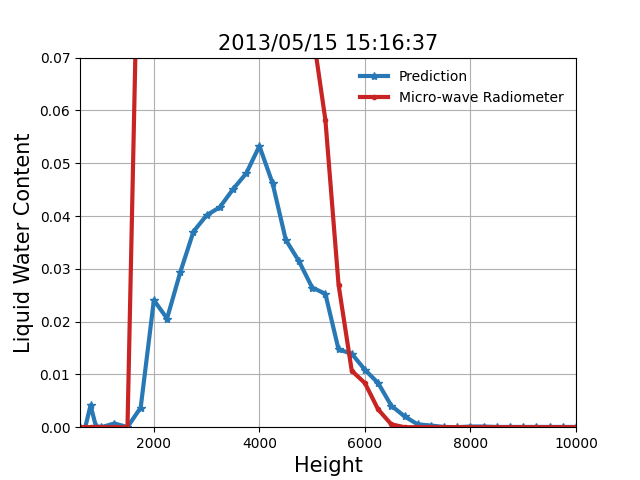 2013/05/15 15:16:37
Prediction
Micro-wave Radiometer
Liquid Water Content
0.07
0.06
0.05
0.04
0.03
0.02
0.01
0.00
2000 4000 6000 8000 10000
Height